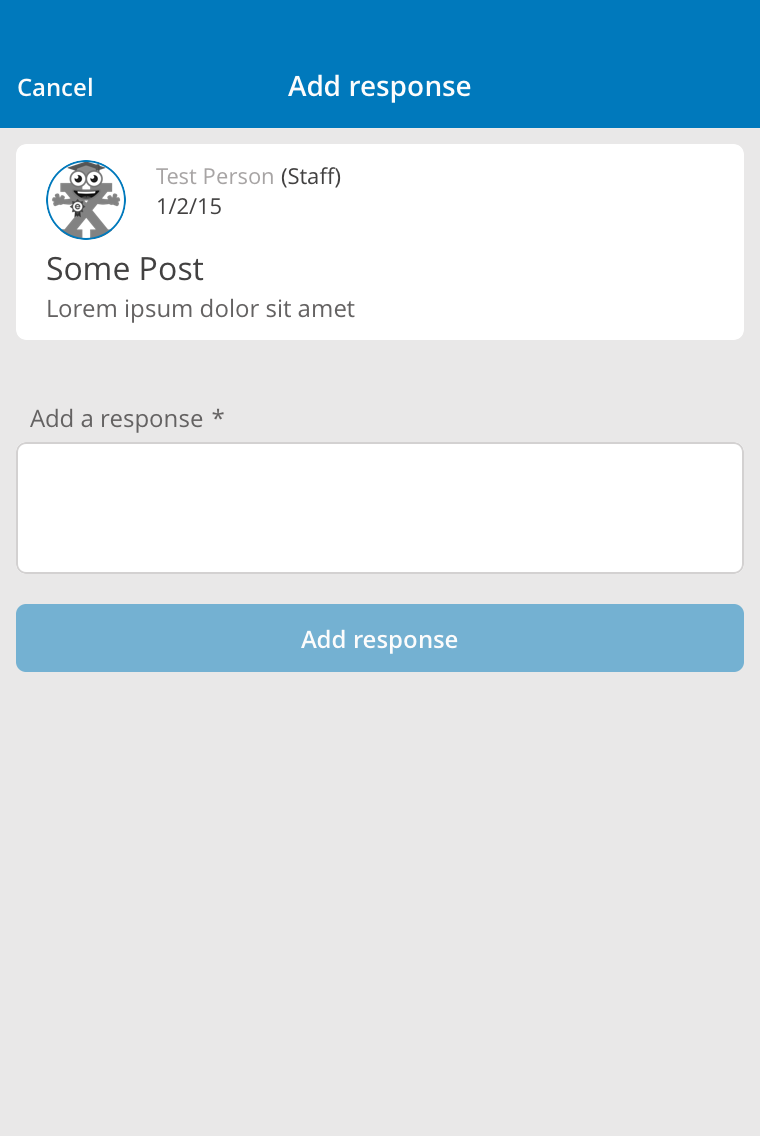 Cancel
Add response
Test Person (Staff)
1/2/15
Some Post
Lorem ipsum dolor sit amet
Add a response *
Add response